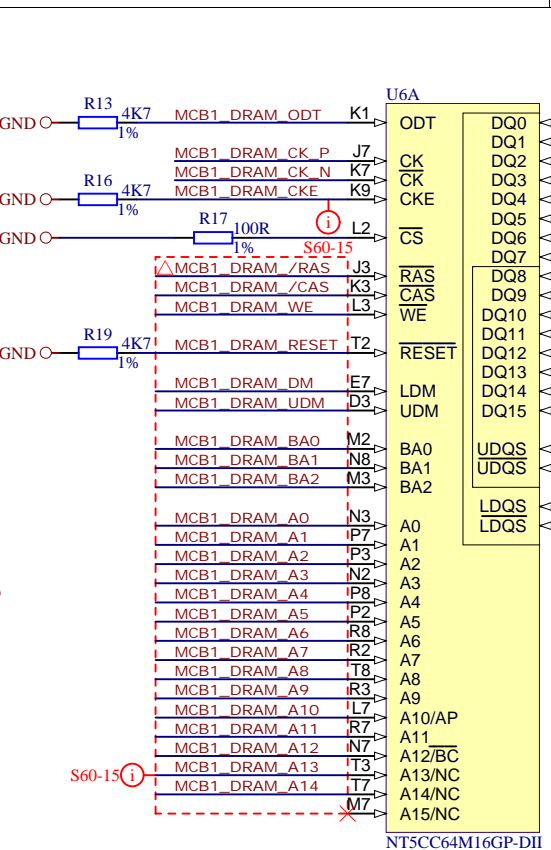 U6A
R13
4K7
1%
GND
MCB1_DRAM_ODT K1 ODT DQ0
DQ1
MCB1_DRAM_CK_P J7 CK DQ2
MCB1_DRAM_CK_N K7 CK DQ3
R16
4K7
1%
GND
MCB1_DRAM_CKE K9 CKE DQ4
S60-15
DQ5
R17
100R
1%
GND
L2 CS DQ6
DQ7
MCB1_DRAM_/RAS J3 RAS DQ8
MCB1_DRAM_/CAS K3 CAS DQ9
MCB1_DRAM_WE L3 WE DQ10
DQ11
R19
4K7
1%
GND
MCB1_DRAM_RESET T2 RESET DQ12
DQ13
MCB1_DRAM_DM E7 LDM DQ14
MCB1_DRAM_UDM D3 UDM DQ15
MCB1_DRAM_BA0 M2 BA0 UDQS
MCB1_DRAM_BA1 N8 BA1 UDQS
MCB1_DRAM_BA2 M3 BA2
LDQS
MCB1_DRAM_A0 N3 A0 LDQS
MCB1_DRAM_A1 P7 A1
MCB1_DRAM_A2 P3 A2
MCB1_DRAM_A3 N2 A3
MCB1_DRAM_A4 P8 A4
MCB1_DRAM_A5 P2 A5
MCB1_DRAM_A6 R8 A6
MCB1_DRAM_A7 R2 A7
MCB1_DRAM_A8 T8 A8
MCB1_DRAM_A9 R3 A9
MCB1_DRAM_A10 L7 A10/AP
MCB1_DRAM_A11 R7 A11
MCB1_DRAM_A12 N7 A12/BC
S60-15 i MCB1_DRAM_A13 T3 A13/NC
MCB1_DRAM_A14 T7 A14/NC
M7 A15/NC
NT5CC64M16GP-DII